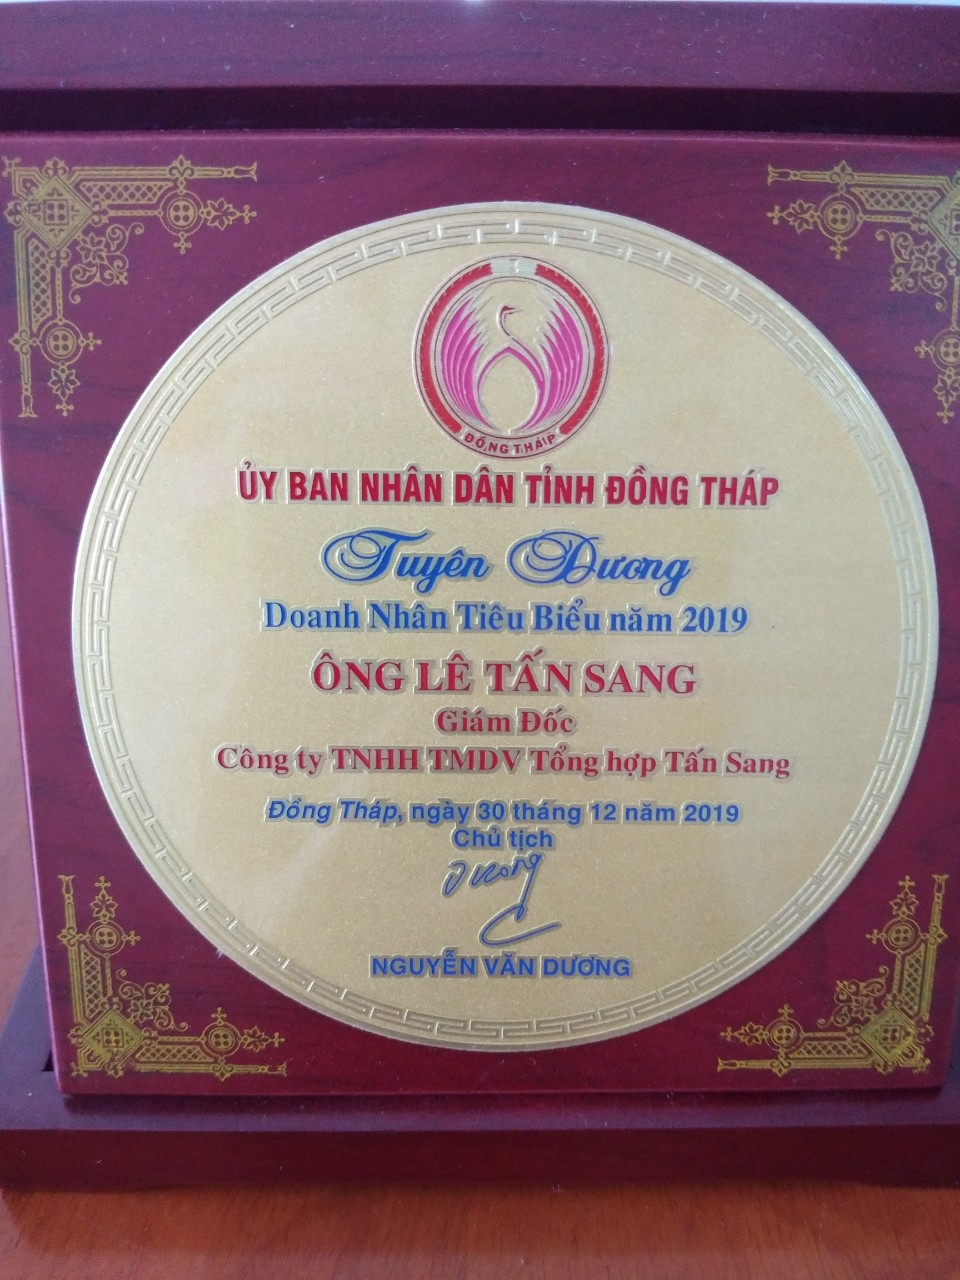 ĐỒNG THÁP
ỦY BAN NHÂN DÂN TỈNH ĐỒNG THÁP
Tuyên Dương
Doanh Nhân Tiêu Biểu năm 2019
ÔNG LÊ TẤN SANG
Giám Đốc
Công ty TNHH TMDV Tổng hợp Tấn Sang
Đồng Tháp, ngày 30 tháng 12 năm 2019
Chủ tịch
Dương
NGUYỄN VĂN DƯƠNG